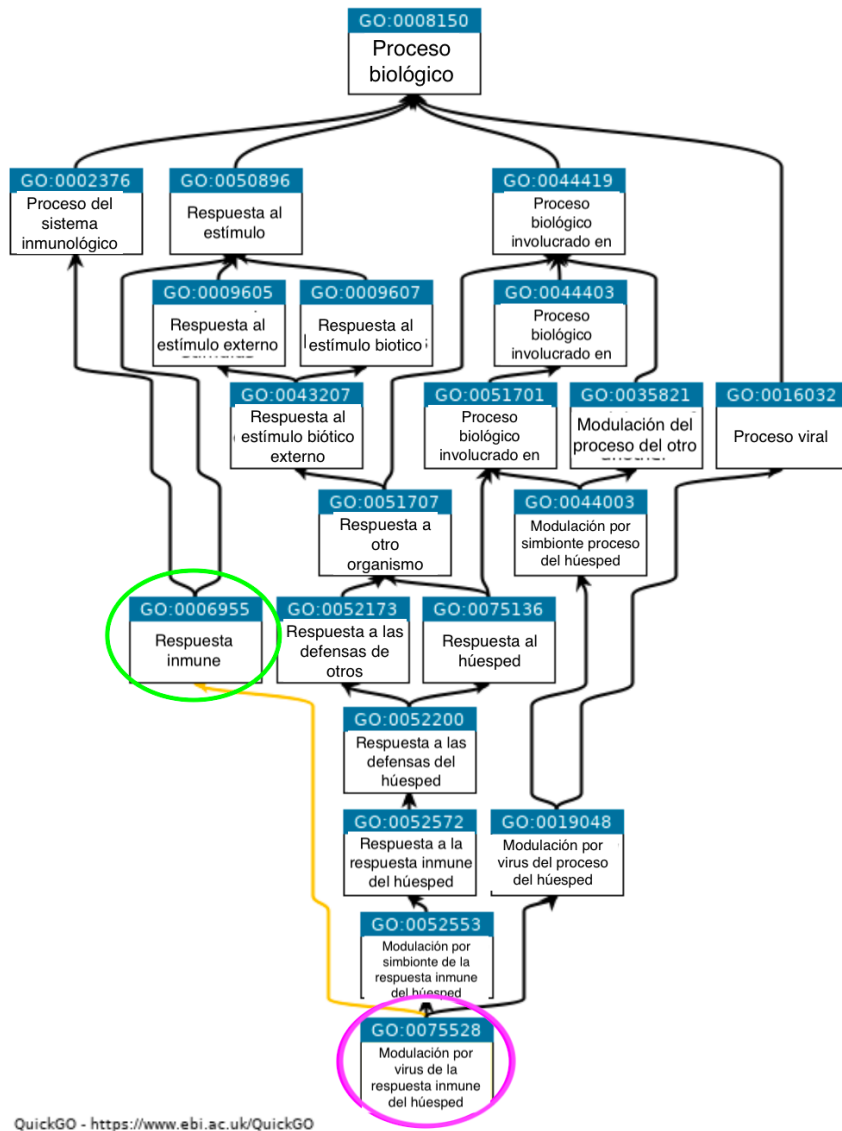 GO:0008150
Proceso
biológico
GO:0002376
Proceso del
sistema
inmunológico
GO:0050896
Respuesta al
estímulo
GO:0044419
Proceso
biológico
involucrado en
GO:0009605
Respuesta al
estímulo externo
GO:0009607
Respuesta al
estímulo biotico
GO:0044403
Proceso
biológico
involucrado en
GO:0043207
Respuesta al
estímulo biótico
externo
GO:0051701
Proceso
biológico
involucrado en
GO:0035821
Modulación del
proceso del otro
GO:0016032
Proceso viral
GO:0051707
Respuesta a
otro
organismo
GO:0044003
Modulación por
simbionte proceso
del húesped
GO:0006955
Respuesta
inmune
GO:0052173
Respuesta a las
defensas de
otros
GO:0075136
Respuesta al
húesped
GO:0052200
Respuesta a las
defensas del
húesped
GO:0052572
Respuesta a la
respuesta inmune
del húesped
GO:0019048
Modulación por
virus del proceso
del húesped
GO:0052553
Modulación por
simbionte de la
respuesta inmune
del húesped
GO:0075528
Modulación por
virus de la
respuesta inmune
del húesped
QuickGO - https://www.ebi.ac.uk/QuickGO